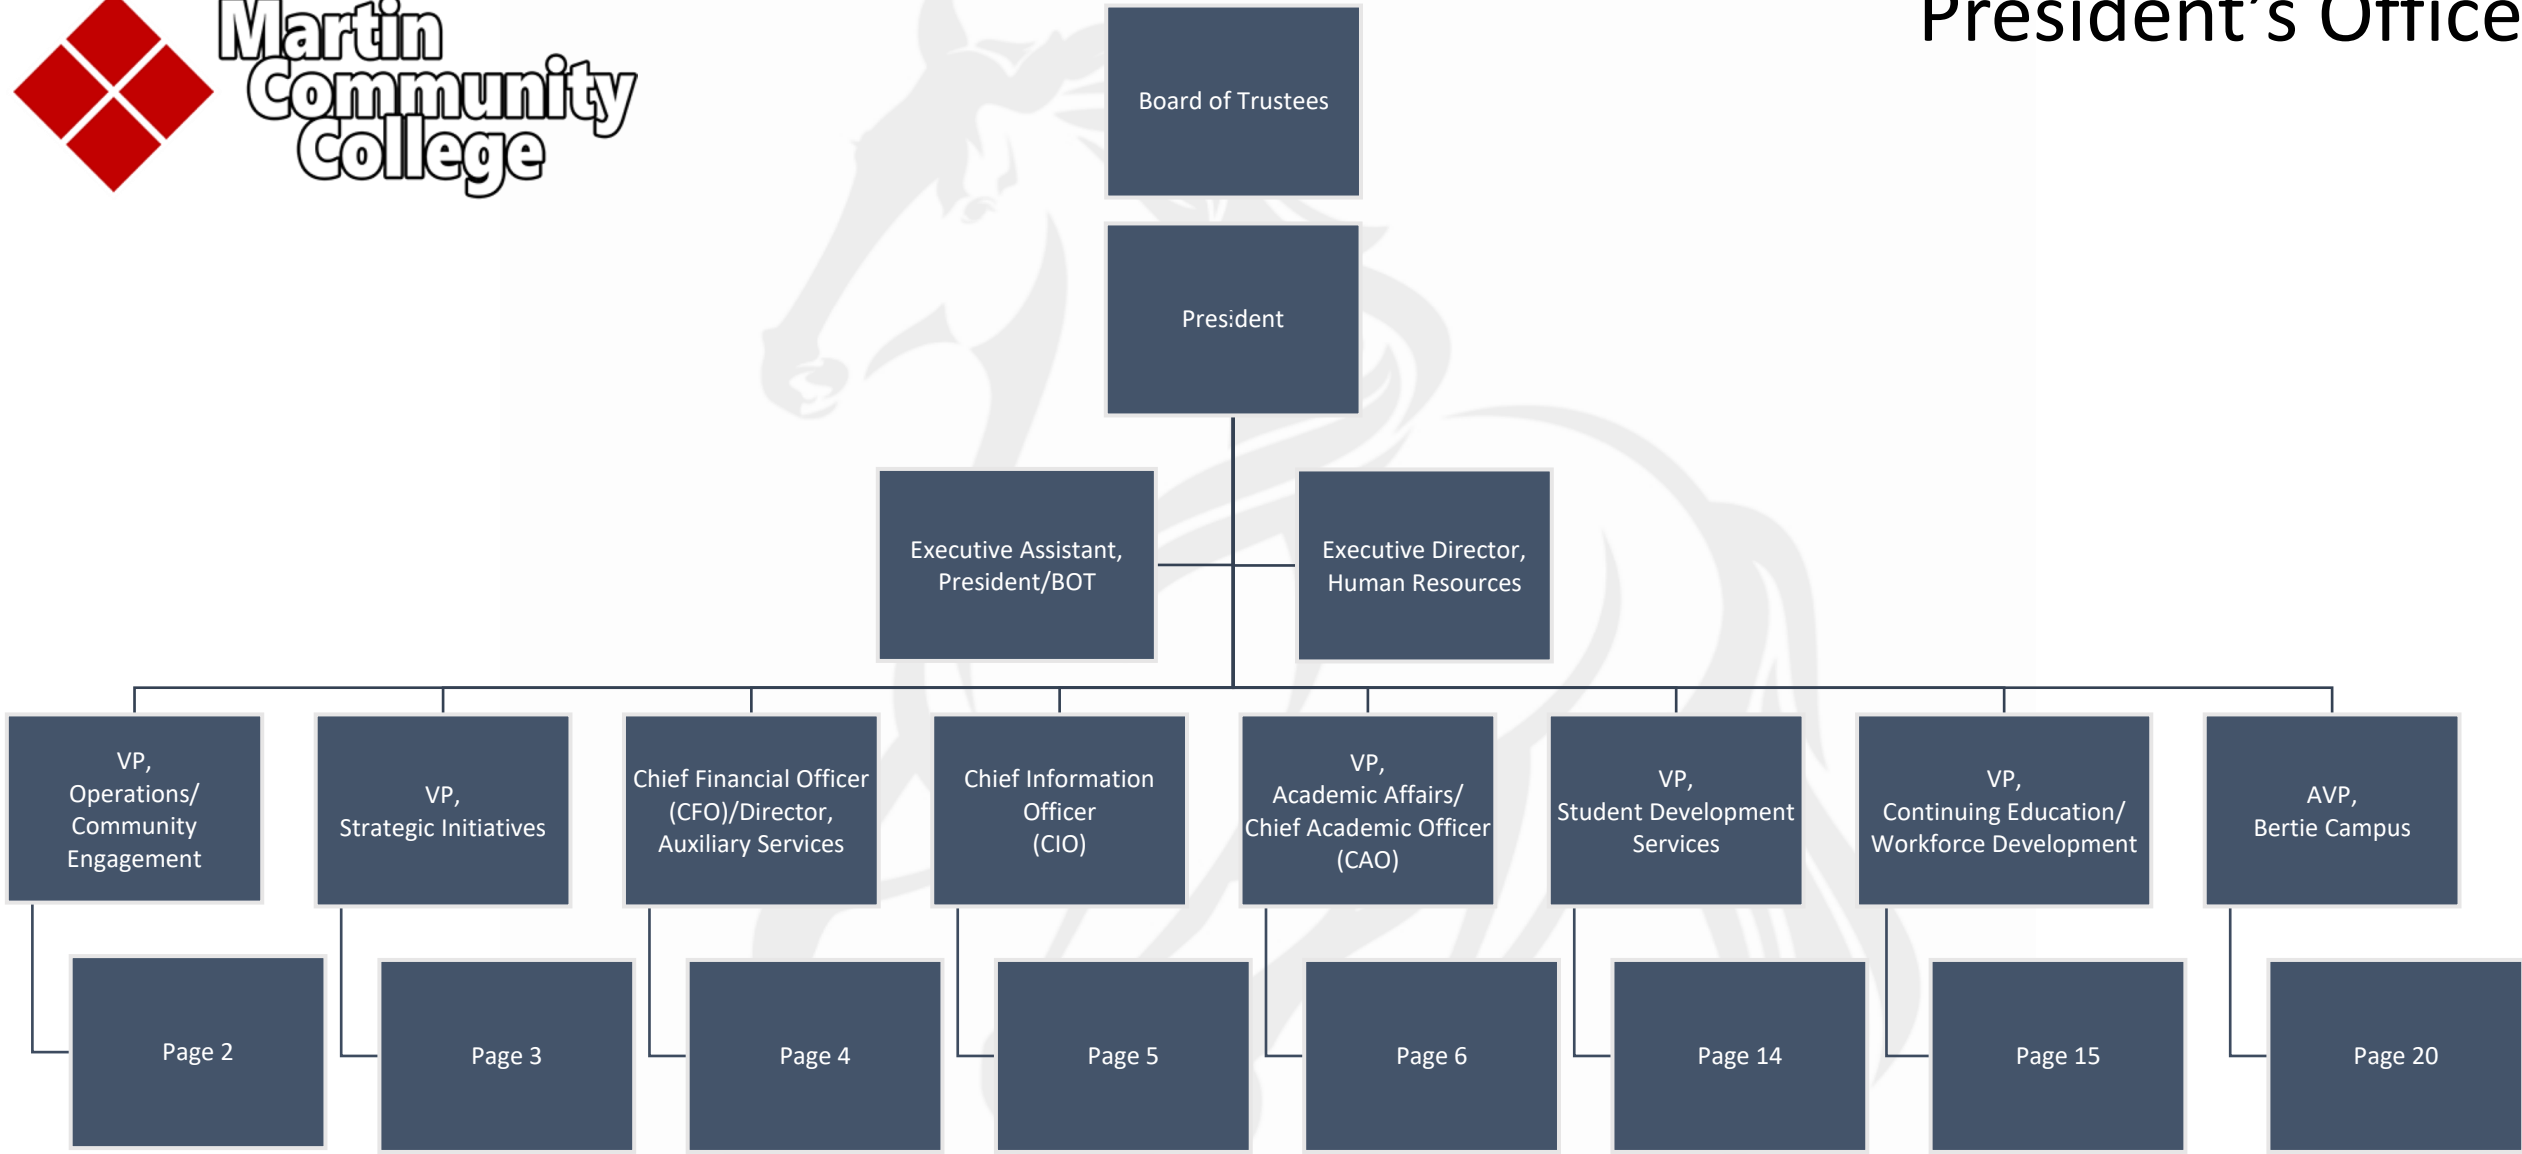 Martin
Community
College
President's Office
Board of Trustees
President
Executive Assistant,
President/BOT
Executive Director,
Human Resources
VP,
Operations/
Community
Engagement
VP,
Strategic Initiatives
Chief Financial Officer
(CFO)/Director,
Auxiliary Services
Chief Information
Officer
(CIO)
VP,
Academic Affairs/
Chief Academic Officer
(CAO)
VP,
Student Development
Services
VP,
Continuing Education/
Workforce Development
AVP,
Bertie Campus
Page 2
Page 3
Page 4
Page 5
Page 6
Page 14
Page 15
Page 20